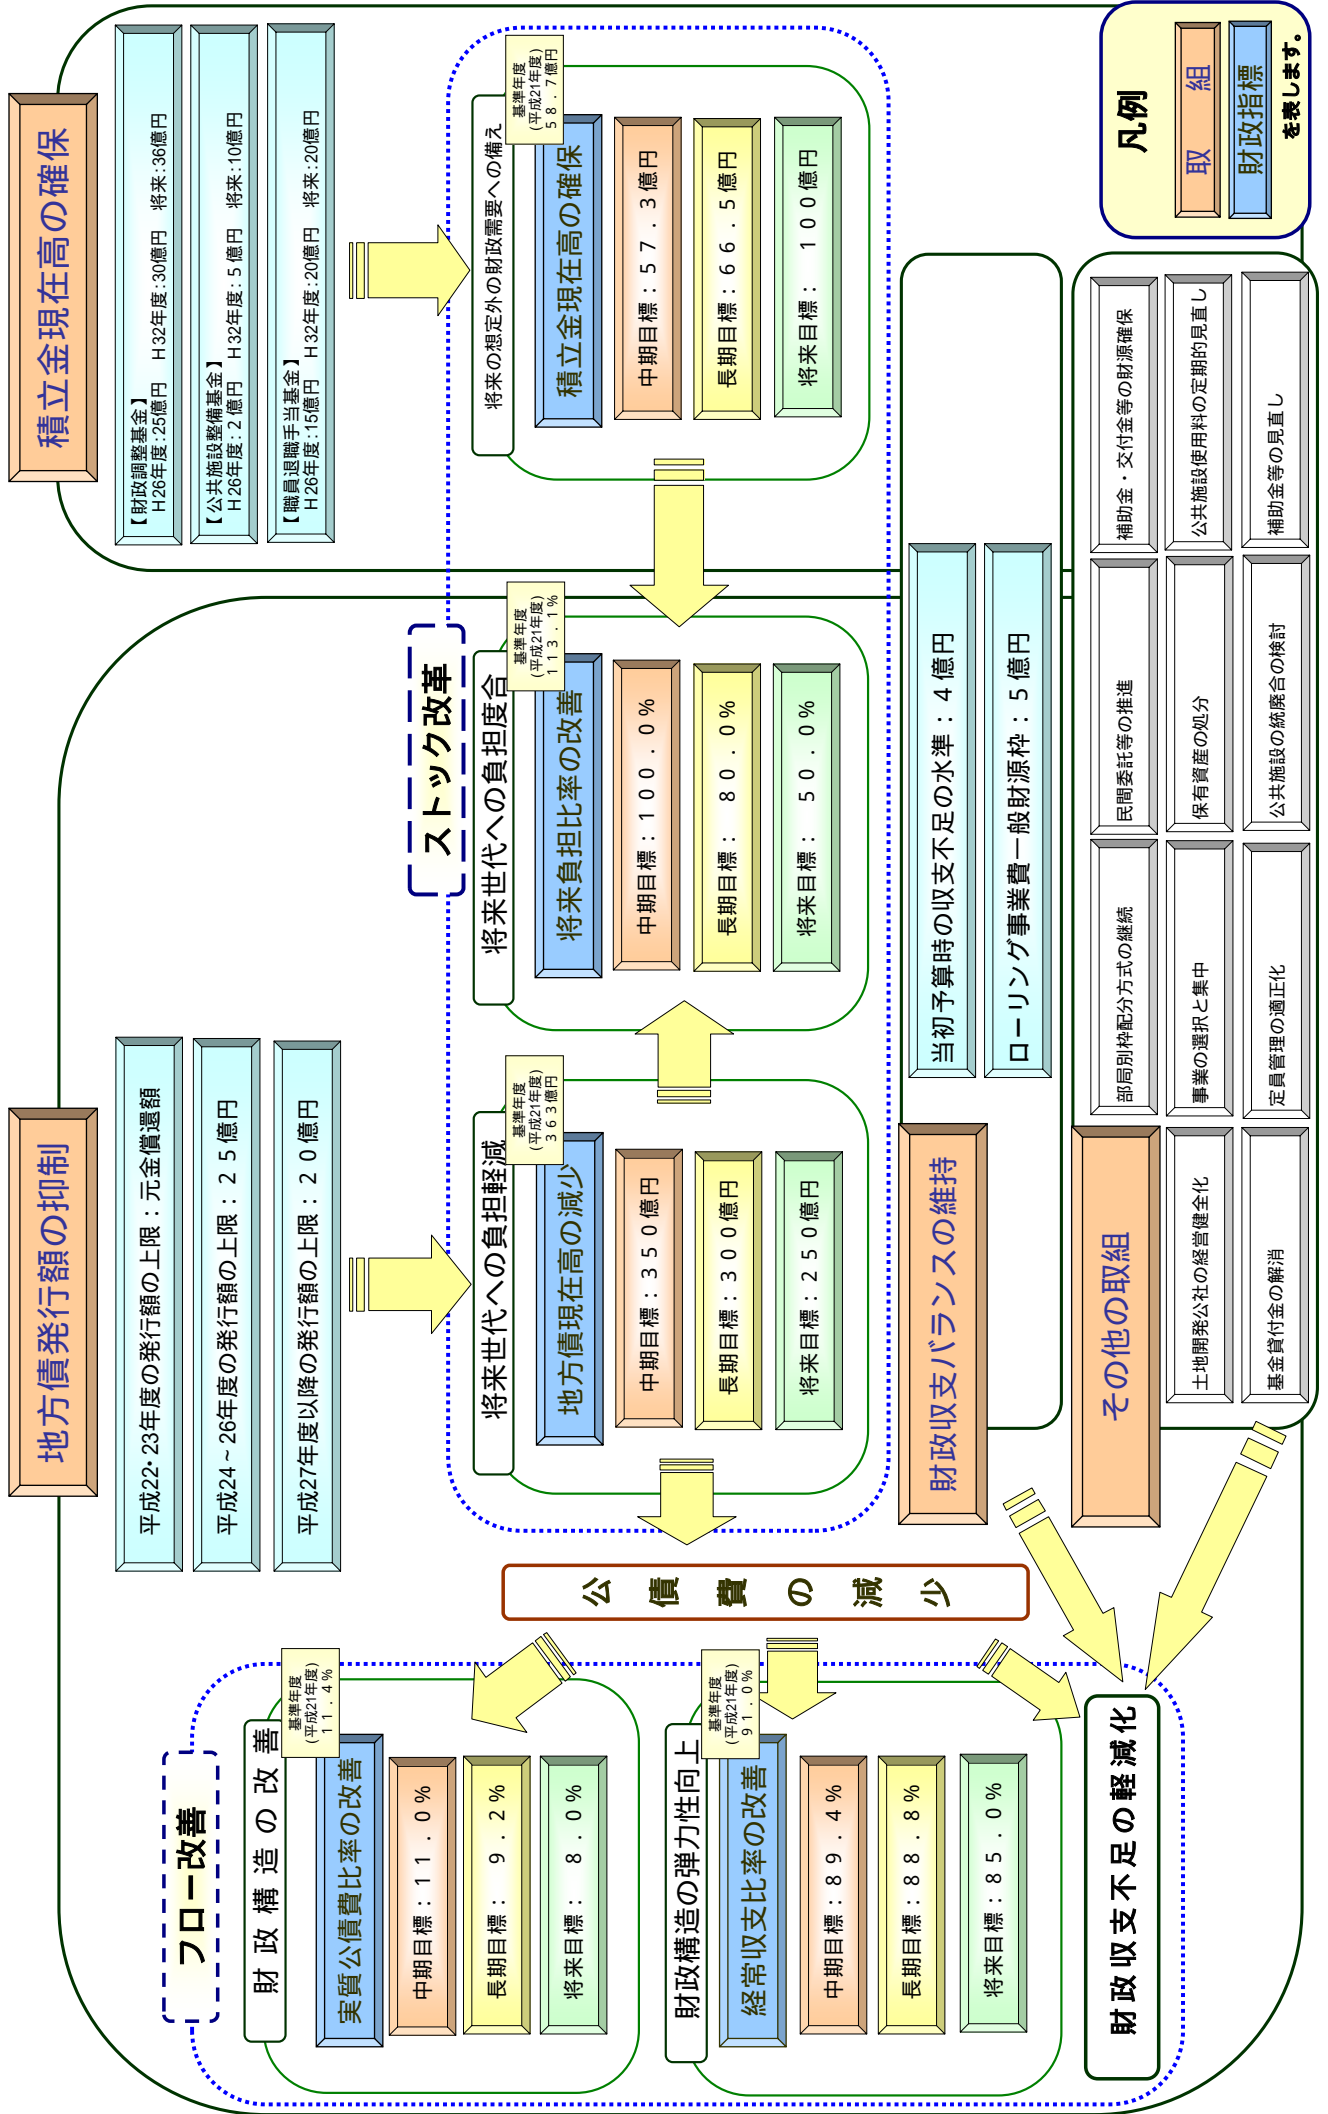 フロー改善
財政構造の改善
基準年度
(平成21年度)
11.4%
実質公債費比率の改善
中期目標:11.0%
長期目標: 9.2%
将来目標: 8.0%
財政構造の弾力性向上
基準年度
(平成21年度)
91.0%
経常収支比率の改善
中期目標:89.4%
長期目標:88.8%
将来目標:85.0%
財政収支不足の軽減化
公債費の減少
地方債発行額の抑制
平成22・23年度の発行額の上限:元金償還額
平成24~26年度の発行額の上限:25億円
平成27年度以降の発行額の上限:20億円
ストック改革
将来世代への負担軽減
基準年度
(平成21年度)
363億円
地方債現在高の減少
中期目標:350億円
長期目標:300億円
将来目標:250億円
将来世代への負担度合
基準年度
(平成21年度)
113.1%
将来負担比率の改善
中期目標:100.0%
長期目標: 80.0%
将来目標: 50.0%
積立金現在高の確保
【財政調整基金】
H26年度:25億円 H32年度:30億円 将来:36億円
【公共施設整備基金】
H26年度:2億円 H32年度:5億円 将来:10億円
【職員退職手当基金】
H26年度:15億円 H32年度:20億円 将来:20億円
将来の想定外の財政需要への備え
基準年度
(平成21年度)
58.7億円
積立金現在高の確保
中期目標:57.3億円
長期目標:66.5億円
将来目標: 100億円
財政収支バランスの維持
当初予算時の収支不足の水準:4億円
ローリング事業費一般財源枠:5億円
その他の取組
部局別枠配分方式の継続
民間委託等の推進
補助金・交付金等の財源確保
土地開発公社の経営健全化
事業の選択と集中
保有資産の処分
公共施設使用料の定期的見直し
基金貸付金の解消
定員管理の適正化
公共施設の統廃合の検討
補助金等の見直し
凡例
取 組
財政指標
を表します。